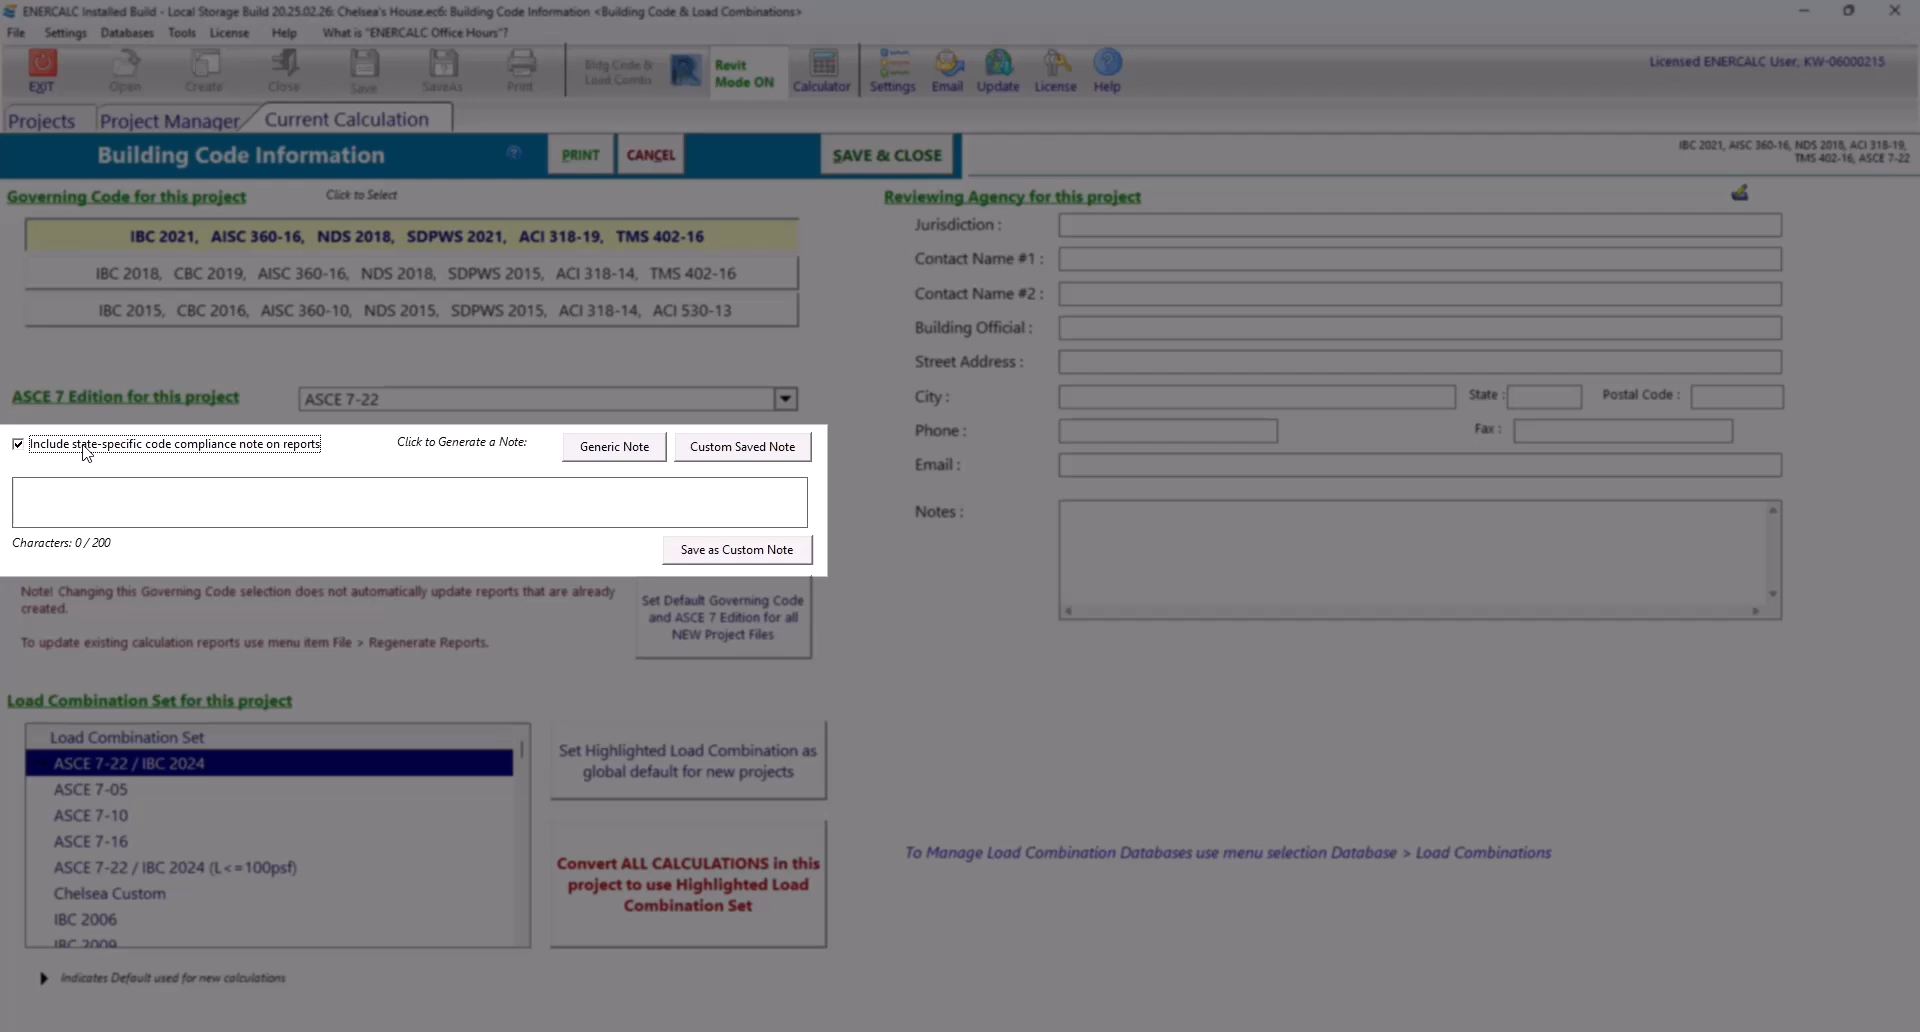 ENERCALC Installed Build - Local Storage Build 20.25.02.26: Chelsea's House.ec6: Building Code Information <Building Code & Load Combinations>
File Settings Databases Tools License Help What is "ENERCALC Office Hours"?
EXIT Open Create Close Save SaveAs Print
Bldg Code &
Load Combs
Revit
Mode ON
Calculator Settings Email Update License Help
Licensed ENERCALC User, KW-06000215
Projects Project Manager Current Calculation
Building Code Information
PRINT CANCEL SAVE & CLOSE
IBC 2021, AISC 360-16, NDS 2018, ACI 318-19,
TMS 402-16, ASCE 7-22
Governing Code for this project Click to Select
IBC 2021, AISC 360-16, NDS 2018, SDPWS 2021, ACI 318-19, TMS 402-16
IBC 2018, CBC 2019, AISC 360-16, NDS 2018, SDPWS 2015, ACI 318-14, TMS 402-16
IBC 2015, CBC 2016, AISC 360-10, NDS 2015, SDPWS 2015, ACI 318-14, ACI 530-13
ASCE 7 Edition for this project ASCE 7-22
Include state-specific code compliance note on reports Click to Generate a Note: Generic Note Custom Saved Note
Characters: 0 / 200
Save as Custom Note
Note! Changing this Governing Code selection does not automatically update reports that are already
created.
To update existing calculation reports use menu item File > Regenerate Reports.
Set Default Governing Code
and ASCE 7 Edition for all
NEW Project Files
Load Combination Set for this project
Load Combination Set
ASCE 7-22 / IBC 2024
ASCE 7-05
ASCE 7-10
ASCE 7-16
ASCE 7-22 / IBC 2024 (L<=100psf)
Chelsea Custom
IBC 2006
IBC 2009
Set Highlighted Load Combination as
global default for new projects
Convert ALL CALCULATIONS in this
project to use Highlighted Load
Combination Set
Indicates Default used for new calculations
Reviewing Agency for this project
Jurisdiction :
Contact Name #1 :
Contact Name #2 :
Building Official :
Street Address :
City : State : Postal Code :
Phone : Fax :
Email :
Notes :
To Manage Load Combination Databases use menu selection Database > Load Combinations